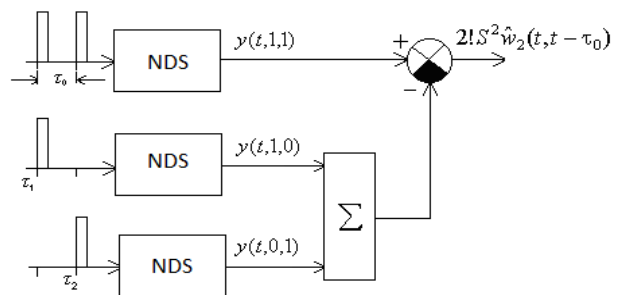 τ₀
NDS
y(t,1,1)
+
2!S²ŵ₂(t,t − τ₀)
−
τ₁
NDS
y(t,1,0)
Σ
τ₂
NDS
y(t,0,1)